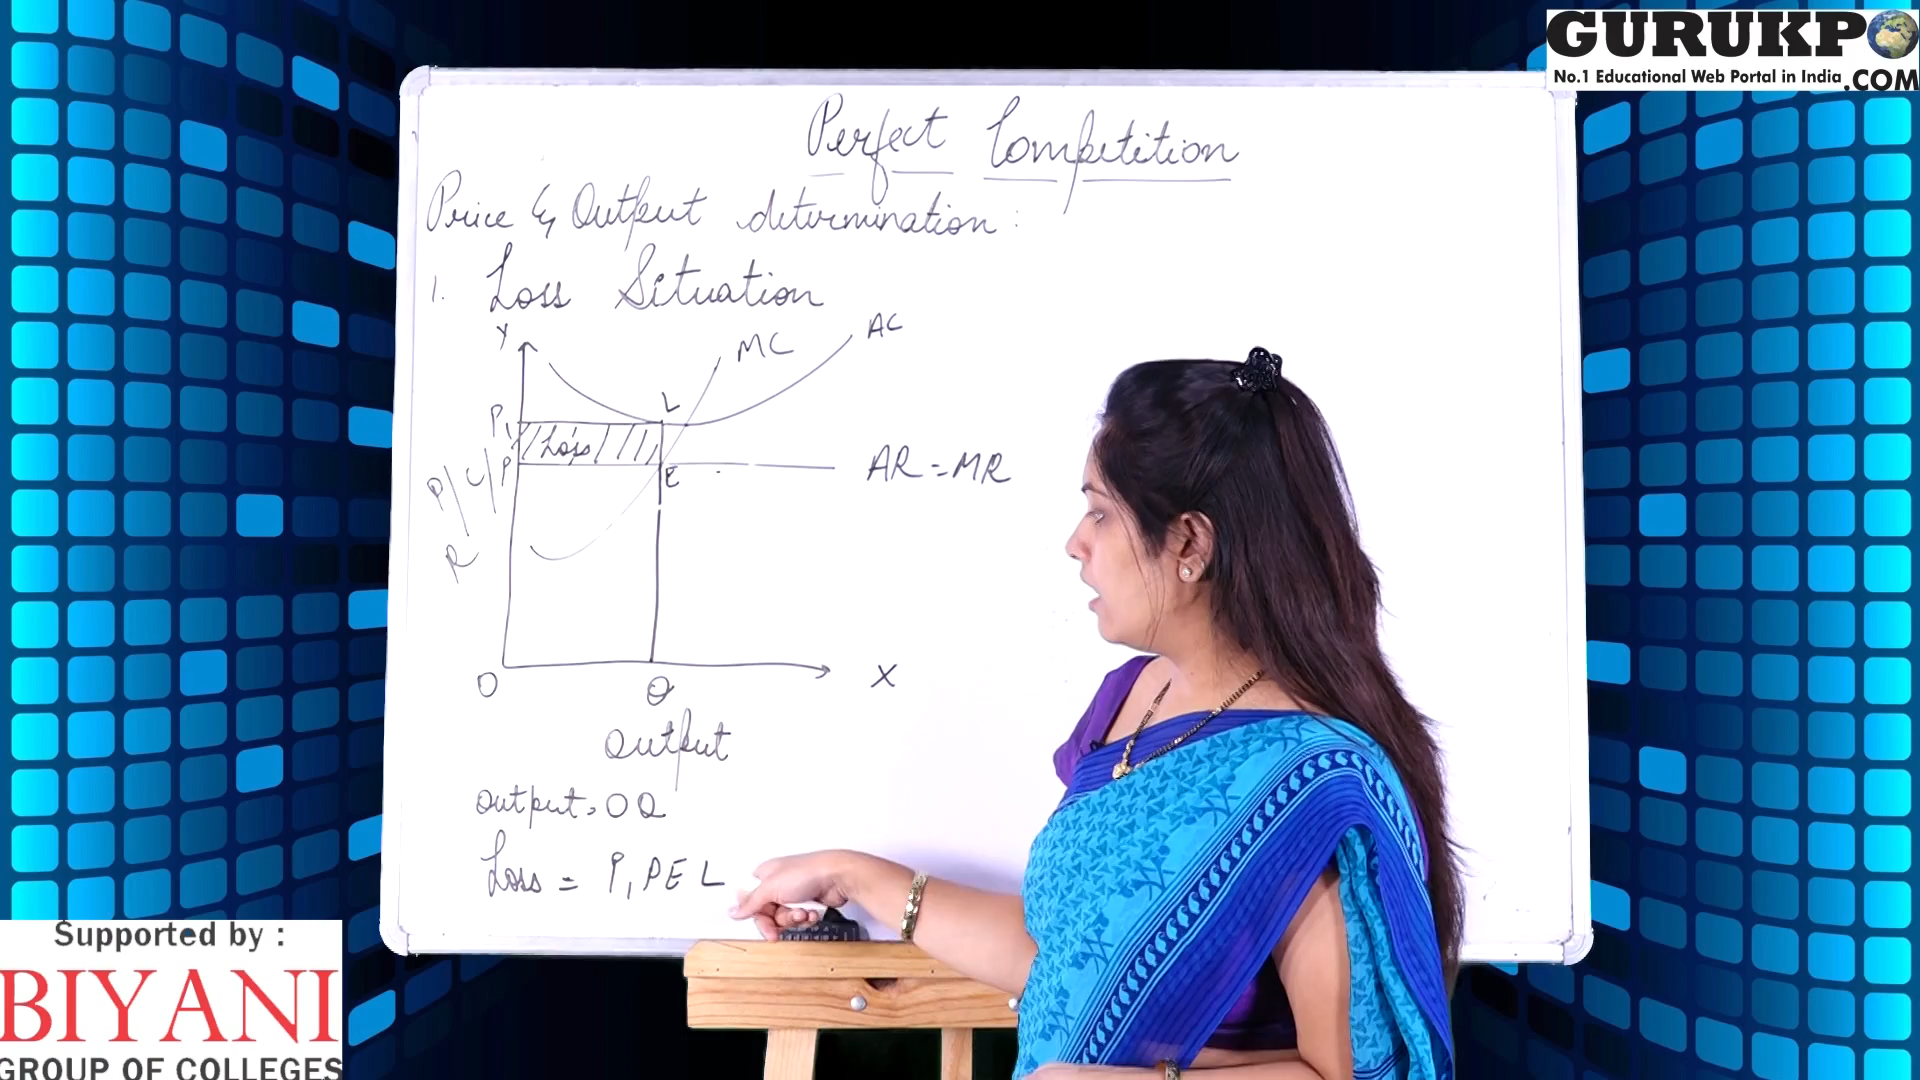 GURUKPO
No.1 Educational Web Portal in India .COM
Perfect Competition
Price & Output determination:
1. Loss Situation
Y
MC
AC
P1
L
Loss
P/C/
P
E
AR=MR
R
O
Q
X
Output
Output = OQ
Loss = P1PEL
Supported by :
BIYANI
GROUP OF COLLEGES